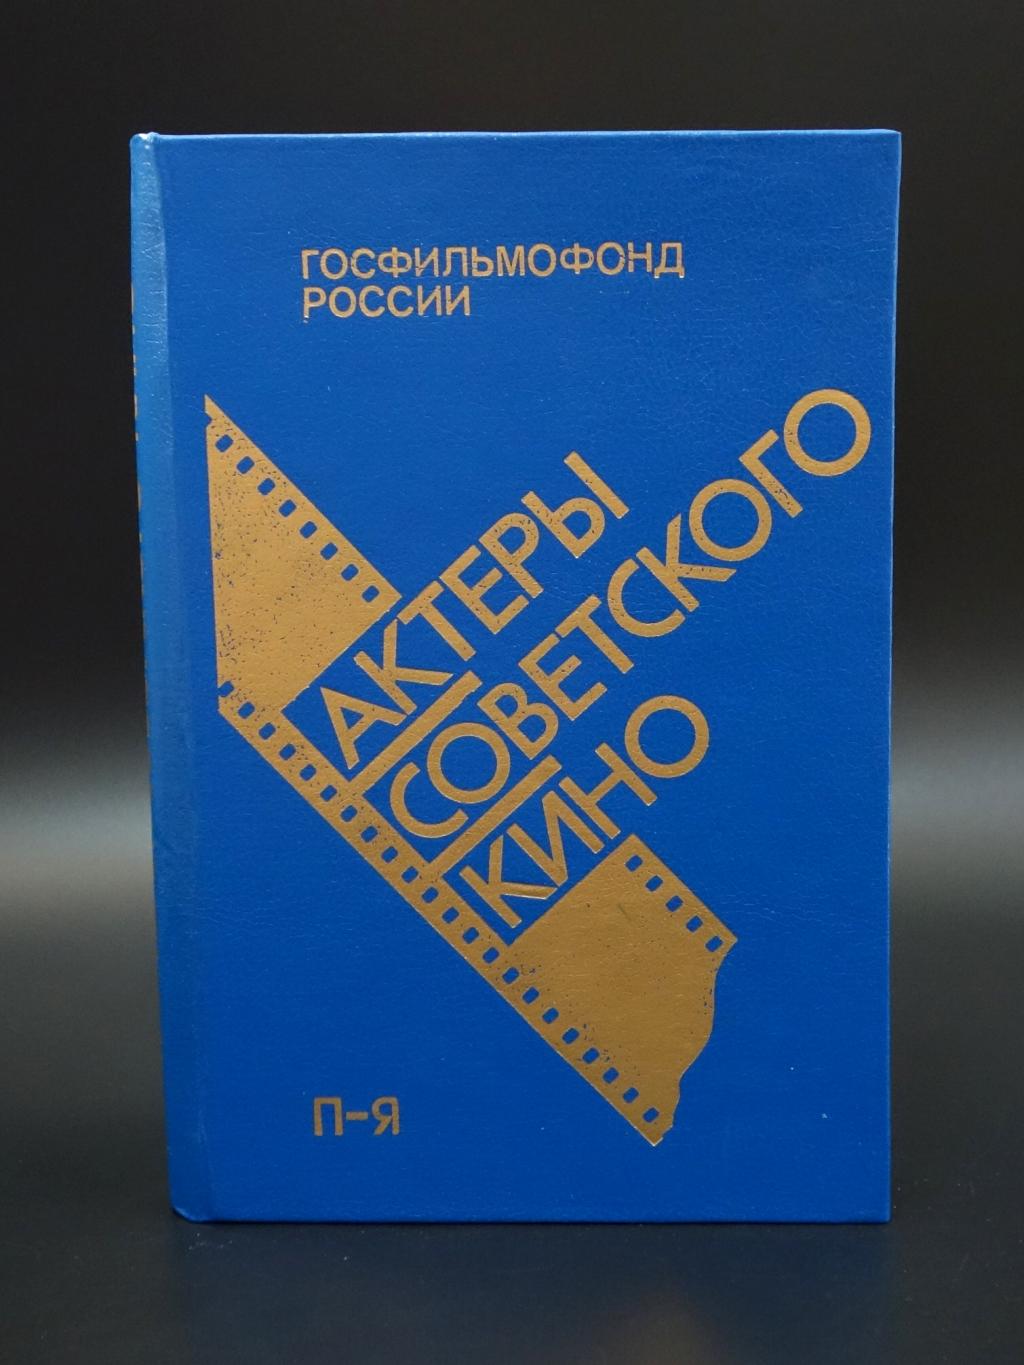 ГОСФИЛЬМОФОНД
РОССИИ
АКТЕРЫ
СОВЕТСКОГО
КИНО
П-Я